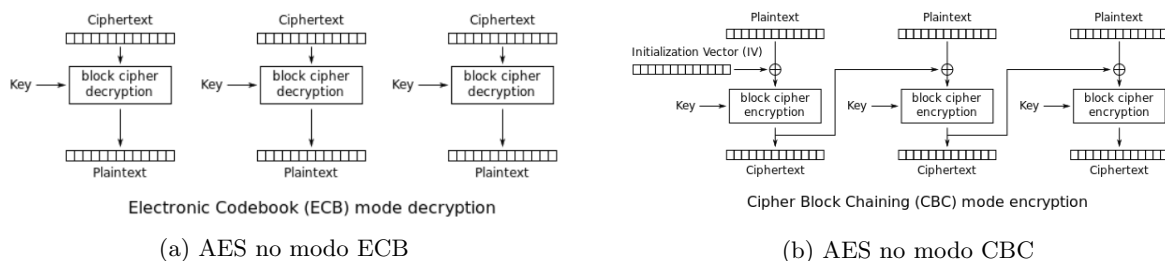 Ciphertext Ciphertext Ciphertext
Key block cipher decryption Key block cipher decryption Key block cipher decryption
Plaintext Plaintext Plaintext
Electronic Codebook (ECB) mode decryption
(a) AES no modo ECB
Plaintext Plaintext Plaintext
Initialization Vector (IV)
Key block cipher encryption Key block cipher encryption Key block cipher encryption
Ciphertext Ciphertext Ciphertext
Cipher Block Chaining (CBC) mode encryption
(b) AES no modo CBC